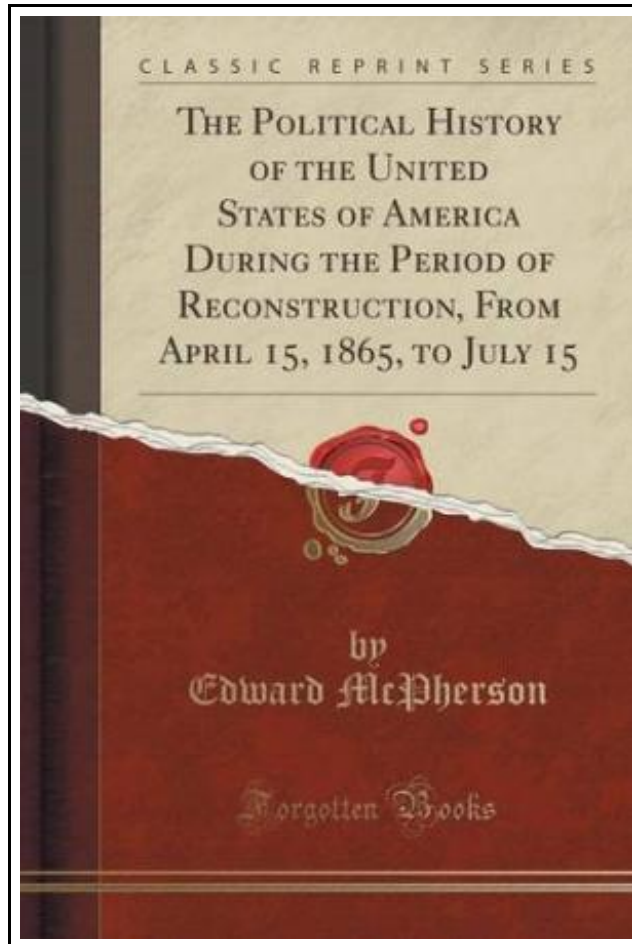 CLASSIC REPRINT SERIES
THE POLITICAL HISTORY
OF THE UNITED
STATES OF AMERICA
DURING THE PERIOD OF
RECONSTRUCTION, FROM
APRIL 15, 1865, TO JULY 15
F
by
Edward McPherson
Forgotten Books